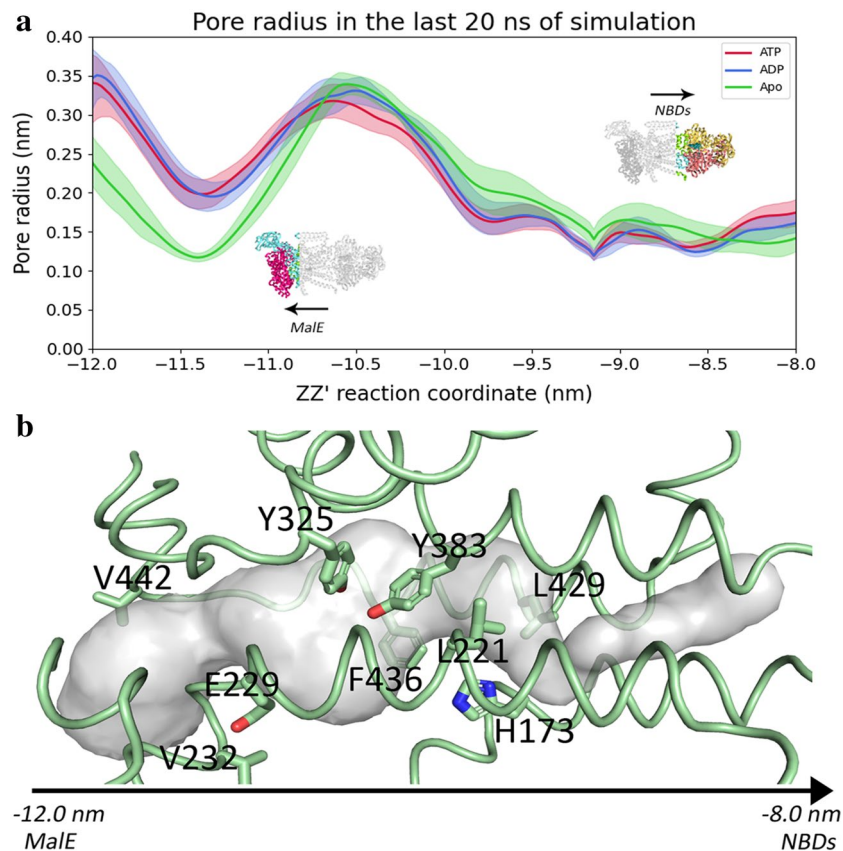 a
Pore radius in the last 20 ns of simulation
Pore radius (nm)
0.40
0.35
0.30
0.25
0.20
0.15
0.10
0.05
0.00
ATP
ADP
Apo
NBDs
MalE
−12.0 −11.5 −11.0 −10.5 −10.0 −9.5 −9.0 −8.5 −8.0
ZZ' reaction coordinate (nm)
b
Y325
Y383
V442
L429
L221
E229
F436
H173
V232
-12.0 nm
MalE
-8.0 nm
NBDs